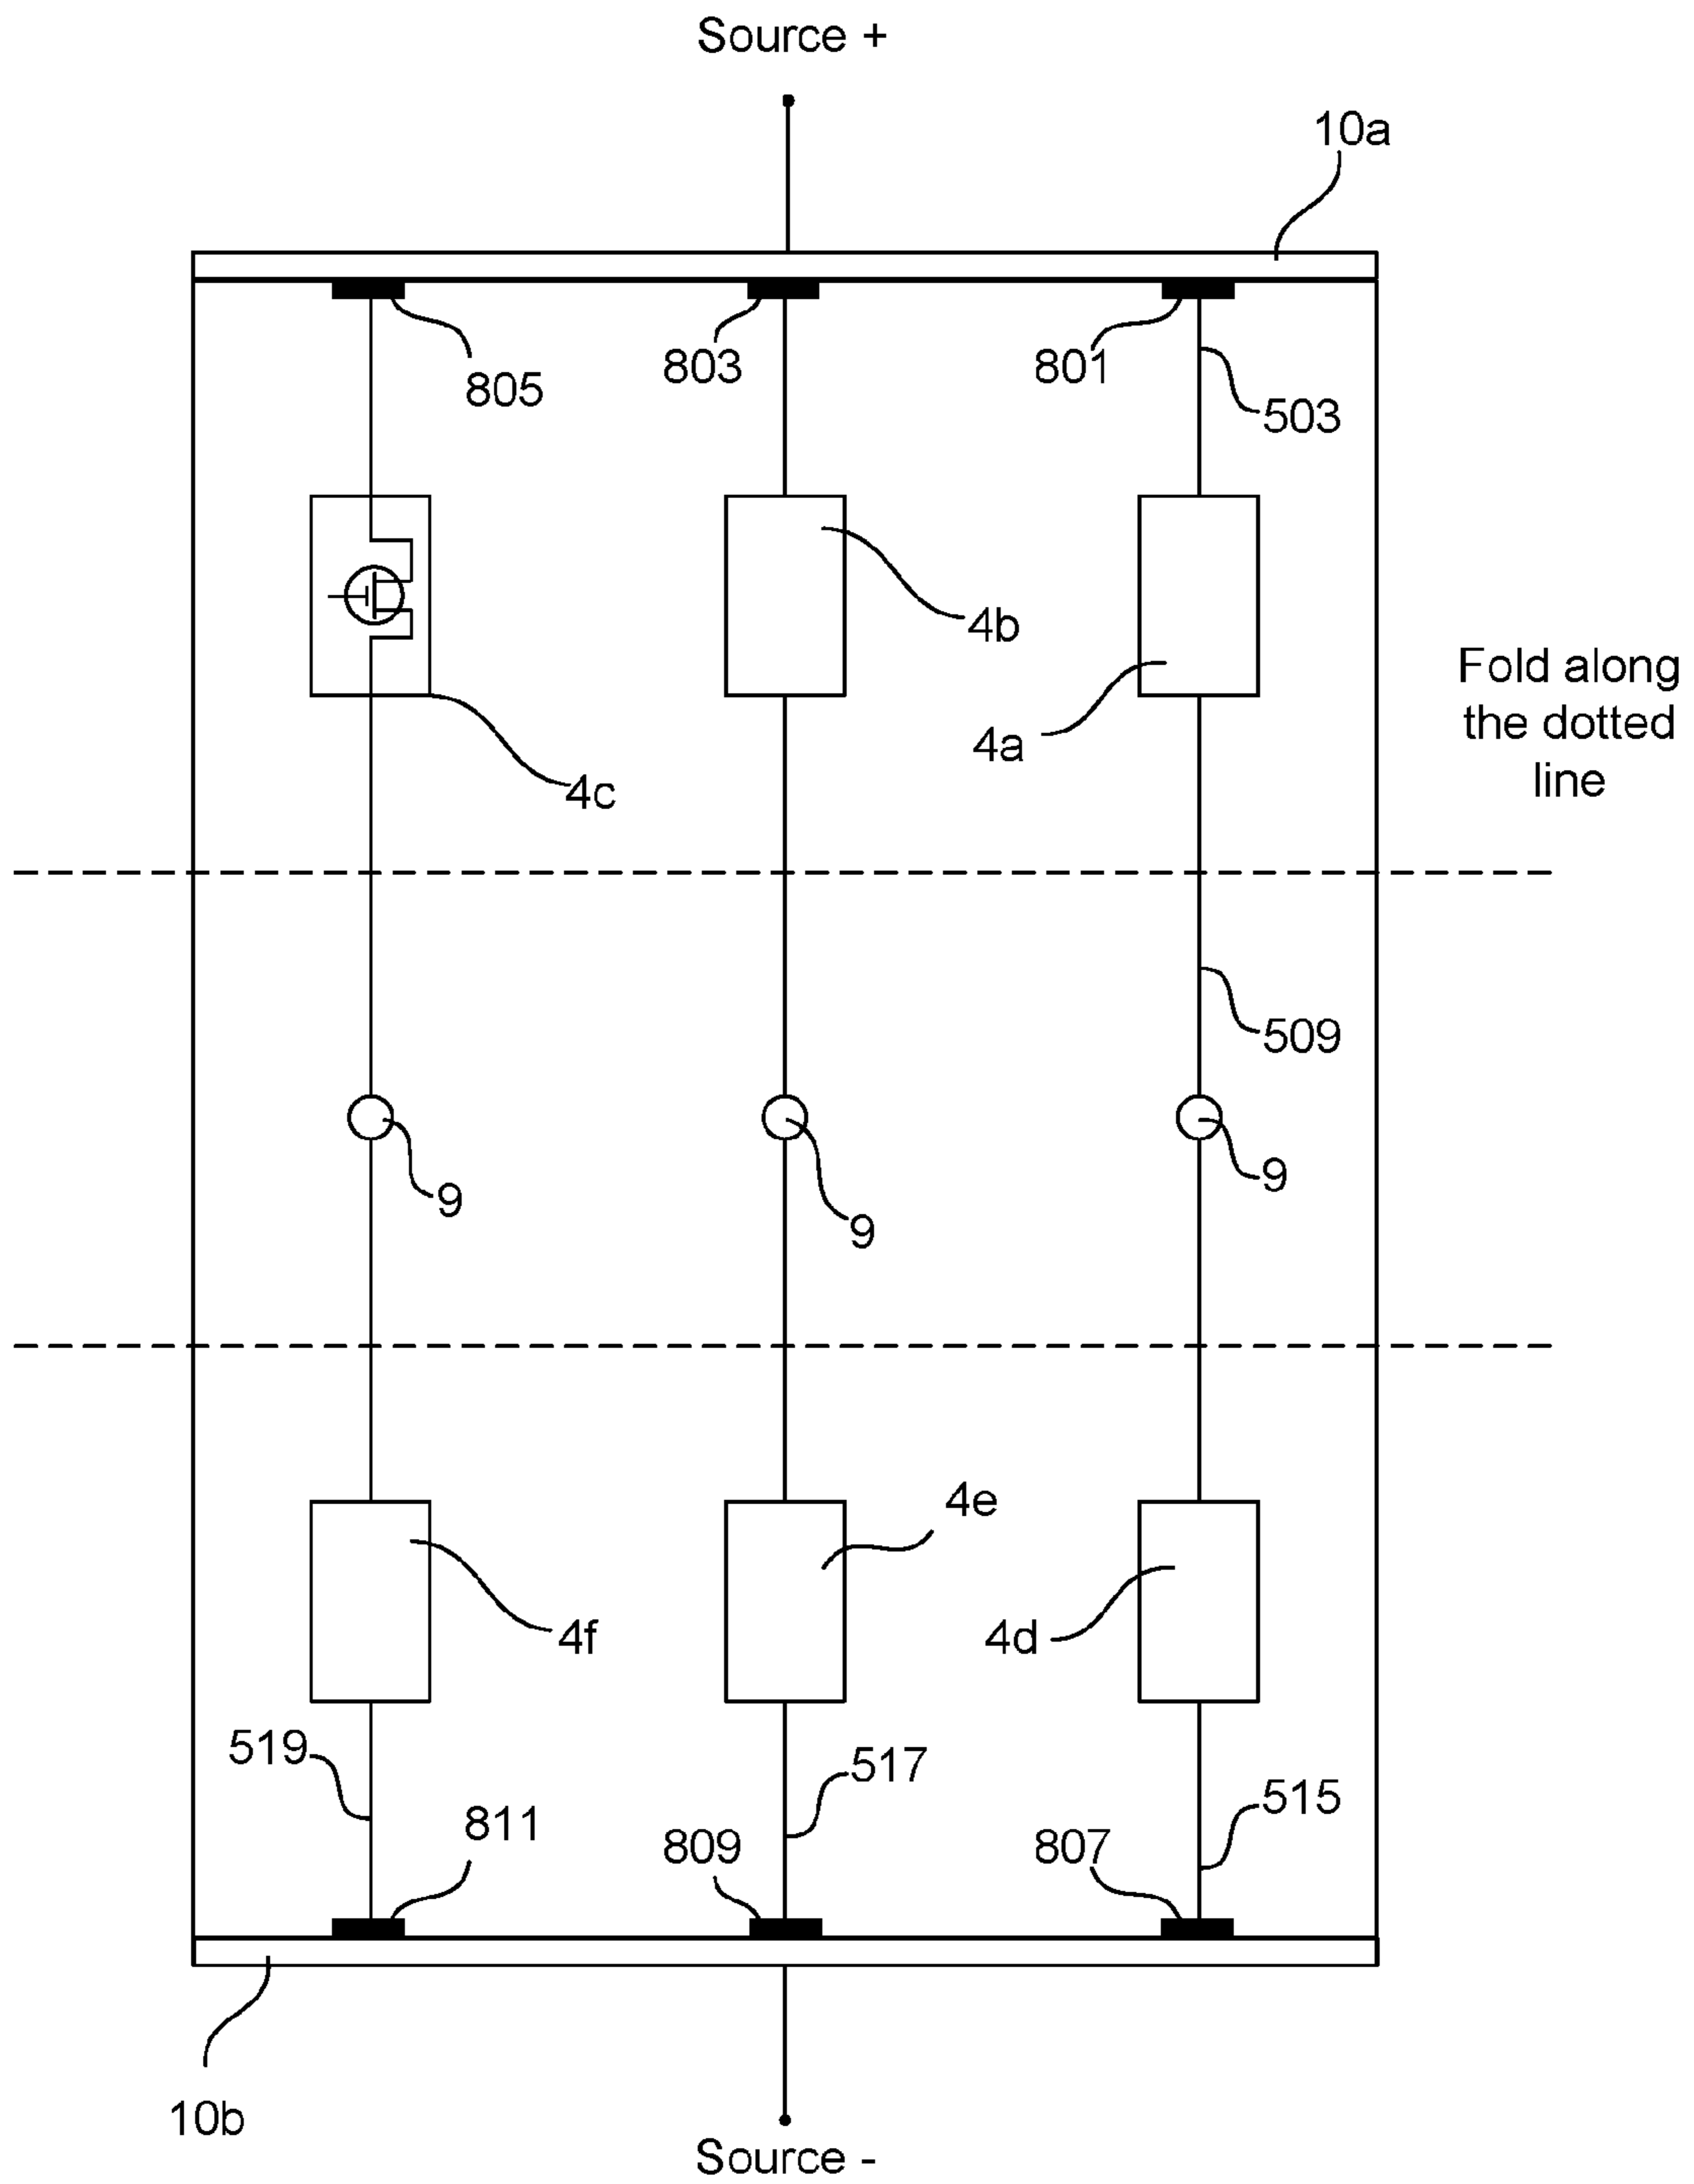 Source +
10a
805
803
801
503
4b
4a
4c
Fold along
the dotted
line
509
9
9
9
4e
4f
4d
519
517
515
811
809
807
10b
Source -